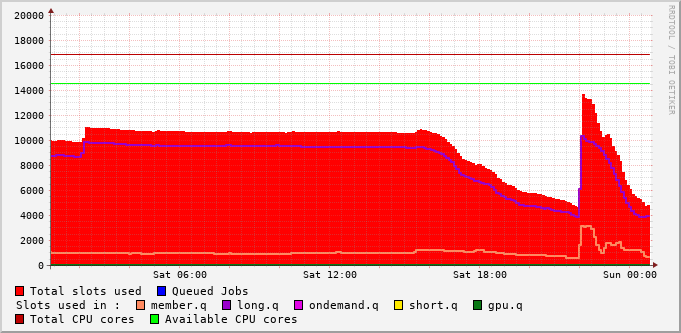 20000
18000
16000
14000
12000
10000
8000
6000
4000
2000
0
Sat 06:00 Sat 12:00 Sat 18:00 Sun 00:00
RRDTOOL / TOBI OETIKER
Total slots used Queued Jobs
Slots used in : member.q long.q ondemand.q short.q gpu.q
Total CPU cores Available CPU cores